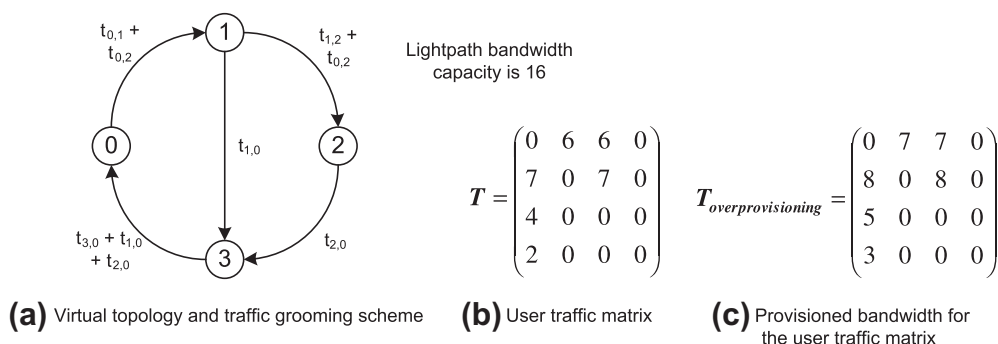 t0,1 +
t0,2
1
t1,2 +
t0,2
Lightpath bandwidth
capacity is 16
0
t1,0
2
t3,0 + t1,0
+ t2,0
3
t2,0
T =
0 6 6 0
7 0 7 0
4 0 0 0
2 0 0 0
Toverprovisioning =
0 7 7 0
8 0 8 0
5 0 0 0
3 0 0 0
(a) Virtual topology and traffic grooming scheme
(b) User traffic matrix
(c) Provisioned bandwidth for
the user traffic matrix